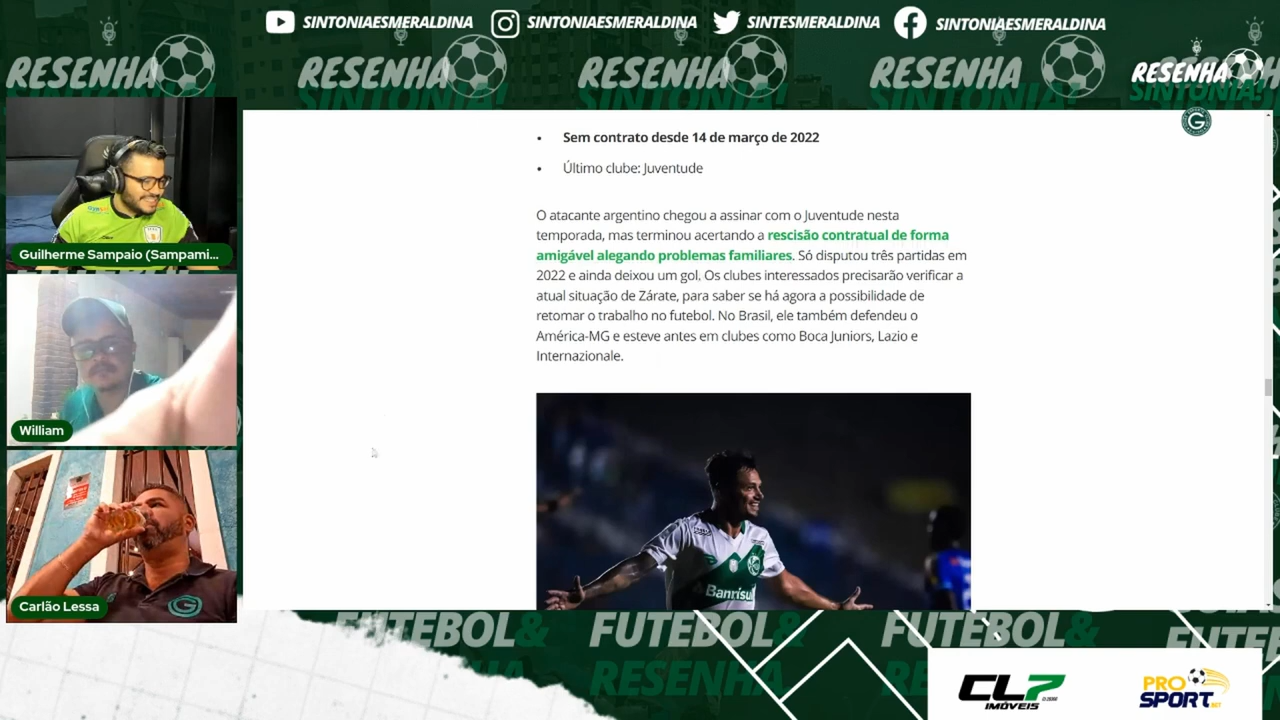 SINTONIAESMERALDINA
SINTONIAESMERALDINA
SINTESMERALDINA
SINTONIAESMERALDINA
RESENHA
RESENHA
RESENHA
RESENHA
RESENHA
SINTONIA!
Sem contrato desde 14 de março de 2022
Último clube: Juventude
O atacante argentino chegou a assinar com o Juventude nesta
temporada, mas terminou acertando a rescisão contratual de forma
amigável alegando problemas familiares. Só disputou três partidas em
2022 e ainda deixou um gol. Os clubes interessados precisarão verificar a
atual situação de Zárate, para saber se há agora a possibilidade de
retomar o trabalho no futebol. No Brasil, ele também defendeu o
América-MG e esteve antes em clubes como Boca Juniors, Lazio e
Internazionale.
Guilherme Sampaio (Sampami...
William
Carlão Lessa
Banrisu
FUTEBOL&
FUTEBOL&
FUTEBOL&
RESENHA
CL7
IMÓVEIS
PRO
SPORT